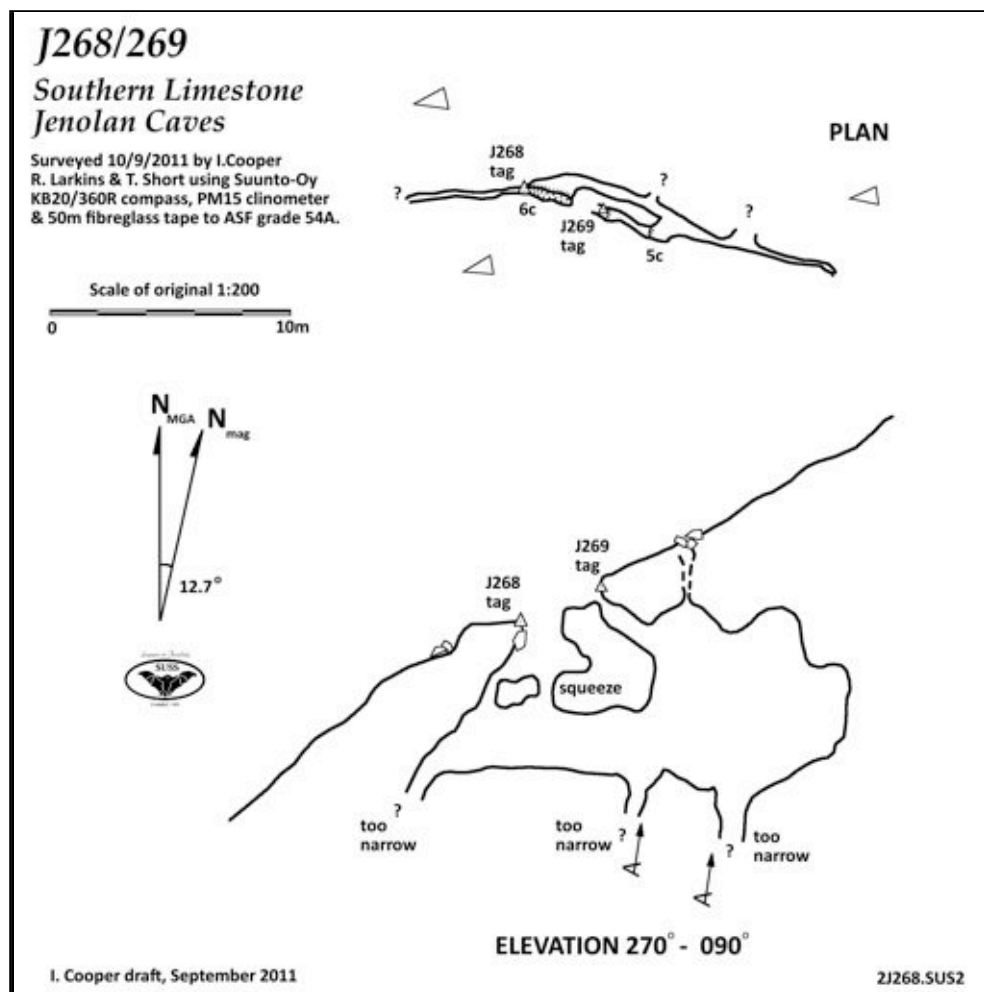 J268/269
Southern Limestone
Jenolan Caves
Surveyed 10/9/2011 by I.Cooper
R. Larkins & T. Short using Suunto-Oy
KB20/360R compass, PM15 clinometer
& 50m fibreglass tape to ASF grade 54A.
PLAN
J268
tag
?
6c
J269
tag
?
?
5c
Scale of original 1:200
0 10m
N MGA N mag
12.7°
SUSS
J269
tag
J268
tag
squeeze
?
too
narrow
too
narrow
?
A
?
too
narrow
A
ELEVATION 270° - 090°
I. Cooper draft, September 2011
2J268.SUS2